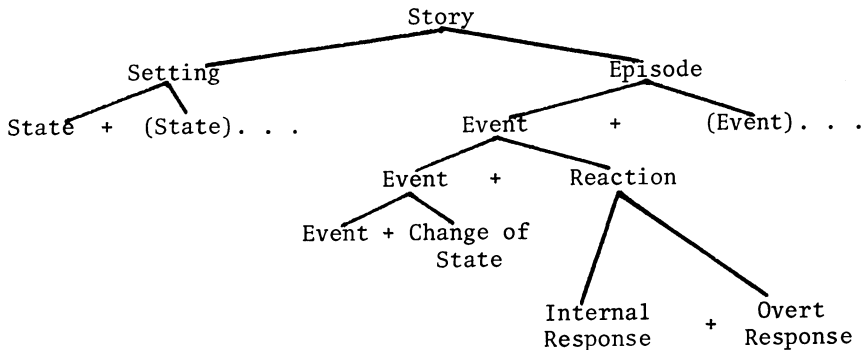 Story
Setting Episode
State + (State). . . Event + (Event). . .
Event + Reaction
Event + Change of
State
Internal + Overt
Response Response